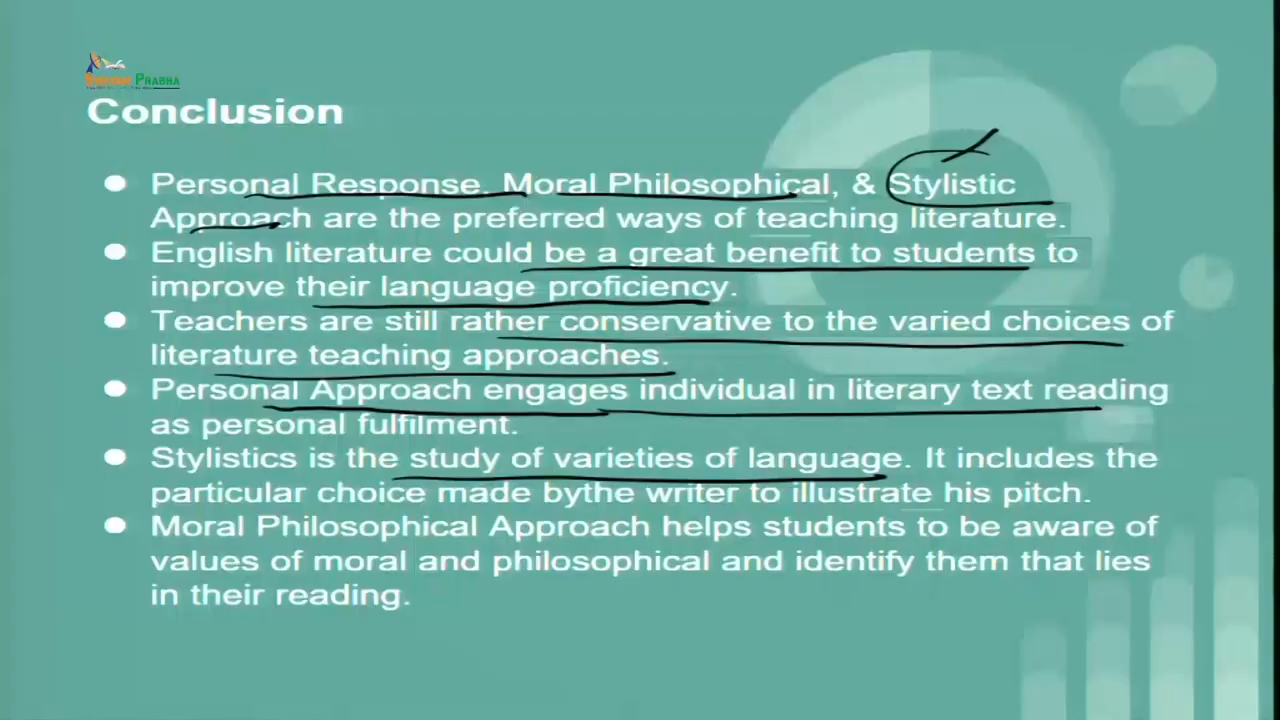 SWAYAM PRABHA
Conclusion
● Personal Response, Moral Philosophical, & Stylistic
Approach are the preferred ways of teaching literature.
● English literature could be a great benefit to students to
improve their language proficiency.
● Teachers are still rather conservative to the varied choices of
literature teaching approaches.
● Personal Approach engages individual in literary text reading
as personal fulfilment.
● Stylistics is the study of varieties of language. It includes the
particular choice made bythe writer to illustrate his pitch.
● Moral Philosophical Approach helps students to be aware of
values of moral and philosophical and identify them that lies
in their reading.